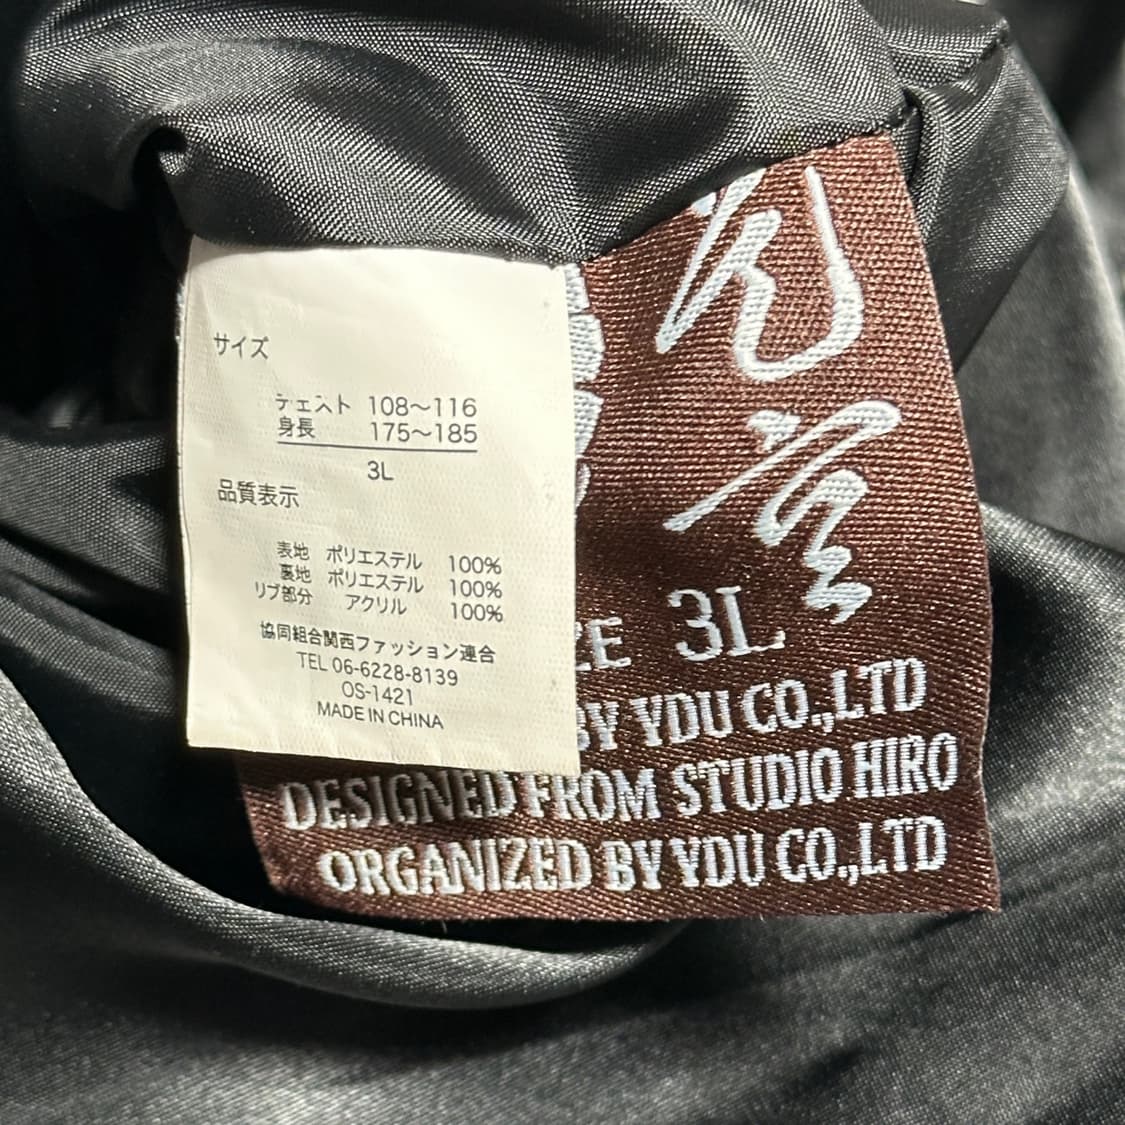 サイズ
チェスト 108～116
身長 175～185
3L
品質表示
表地 ポリエステル 100%
裏地 ポリエステル 100%
リブ部分 アクリル 100%
協同組合関西ファッション連合
TEL 06-6228-8139
OS-1421
MADE IN CHINA
3L
BY YDU CO.,LTD
DESIGNED FROM STUDIO HIRO
ORGANIZED BY YDU CO.,LTD